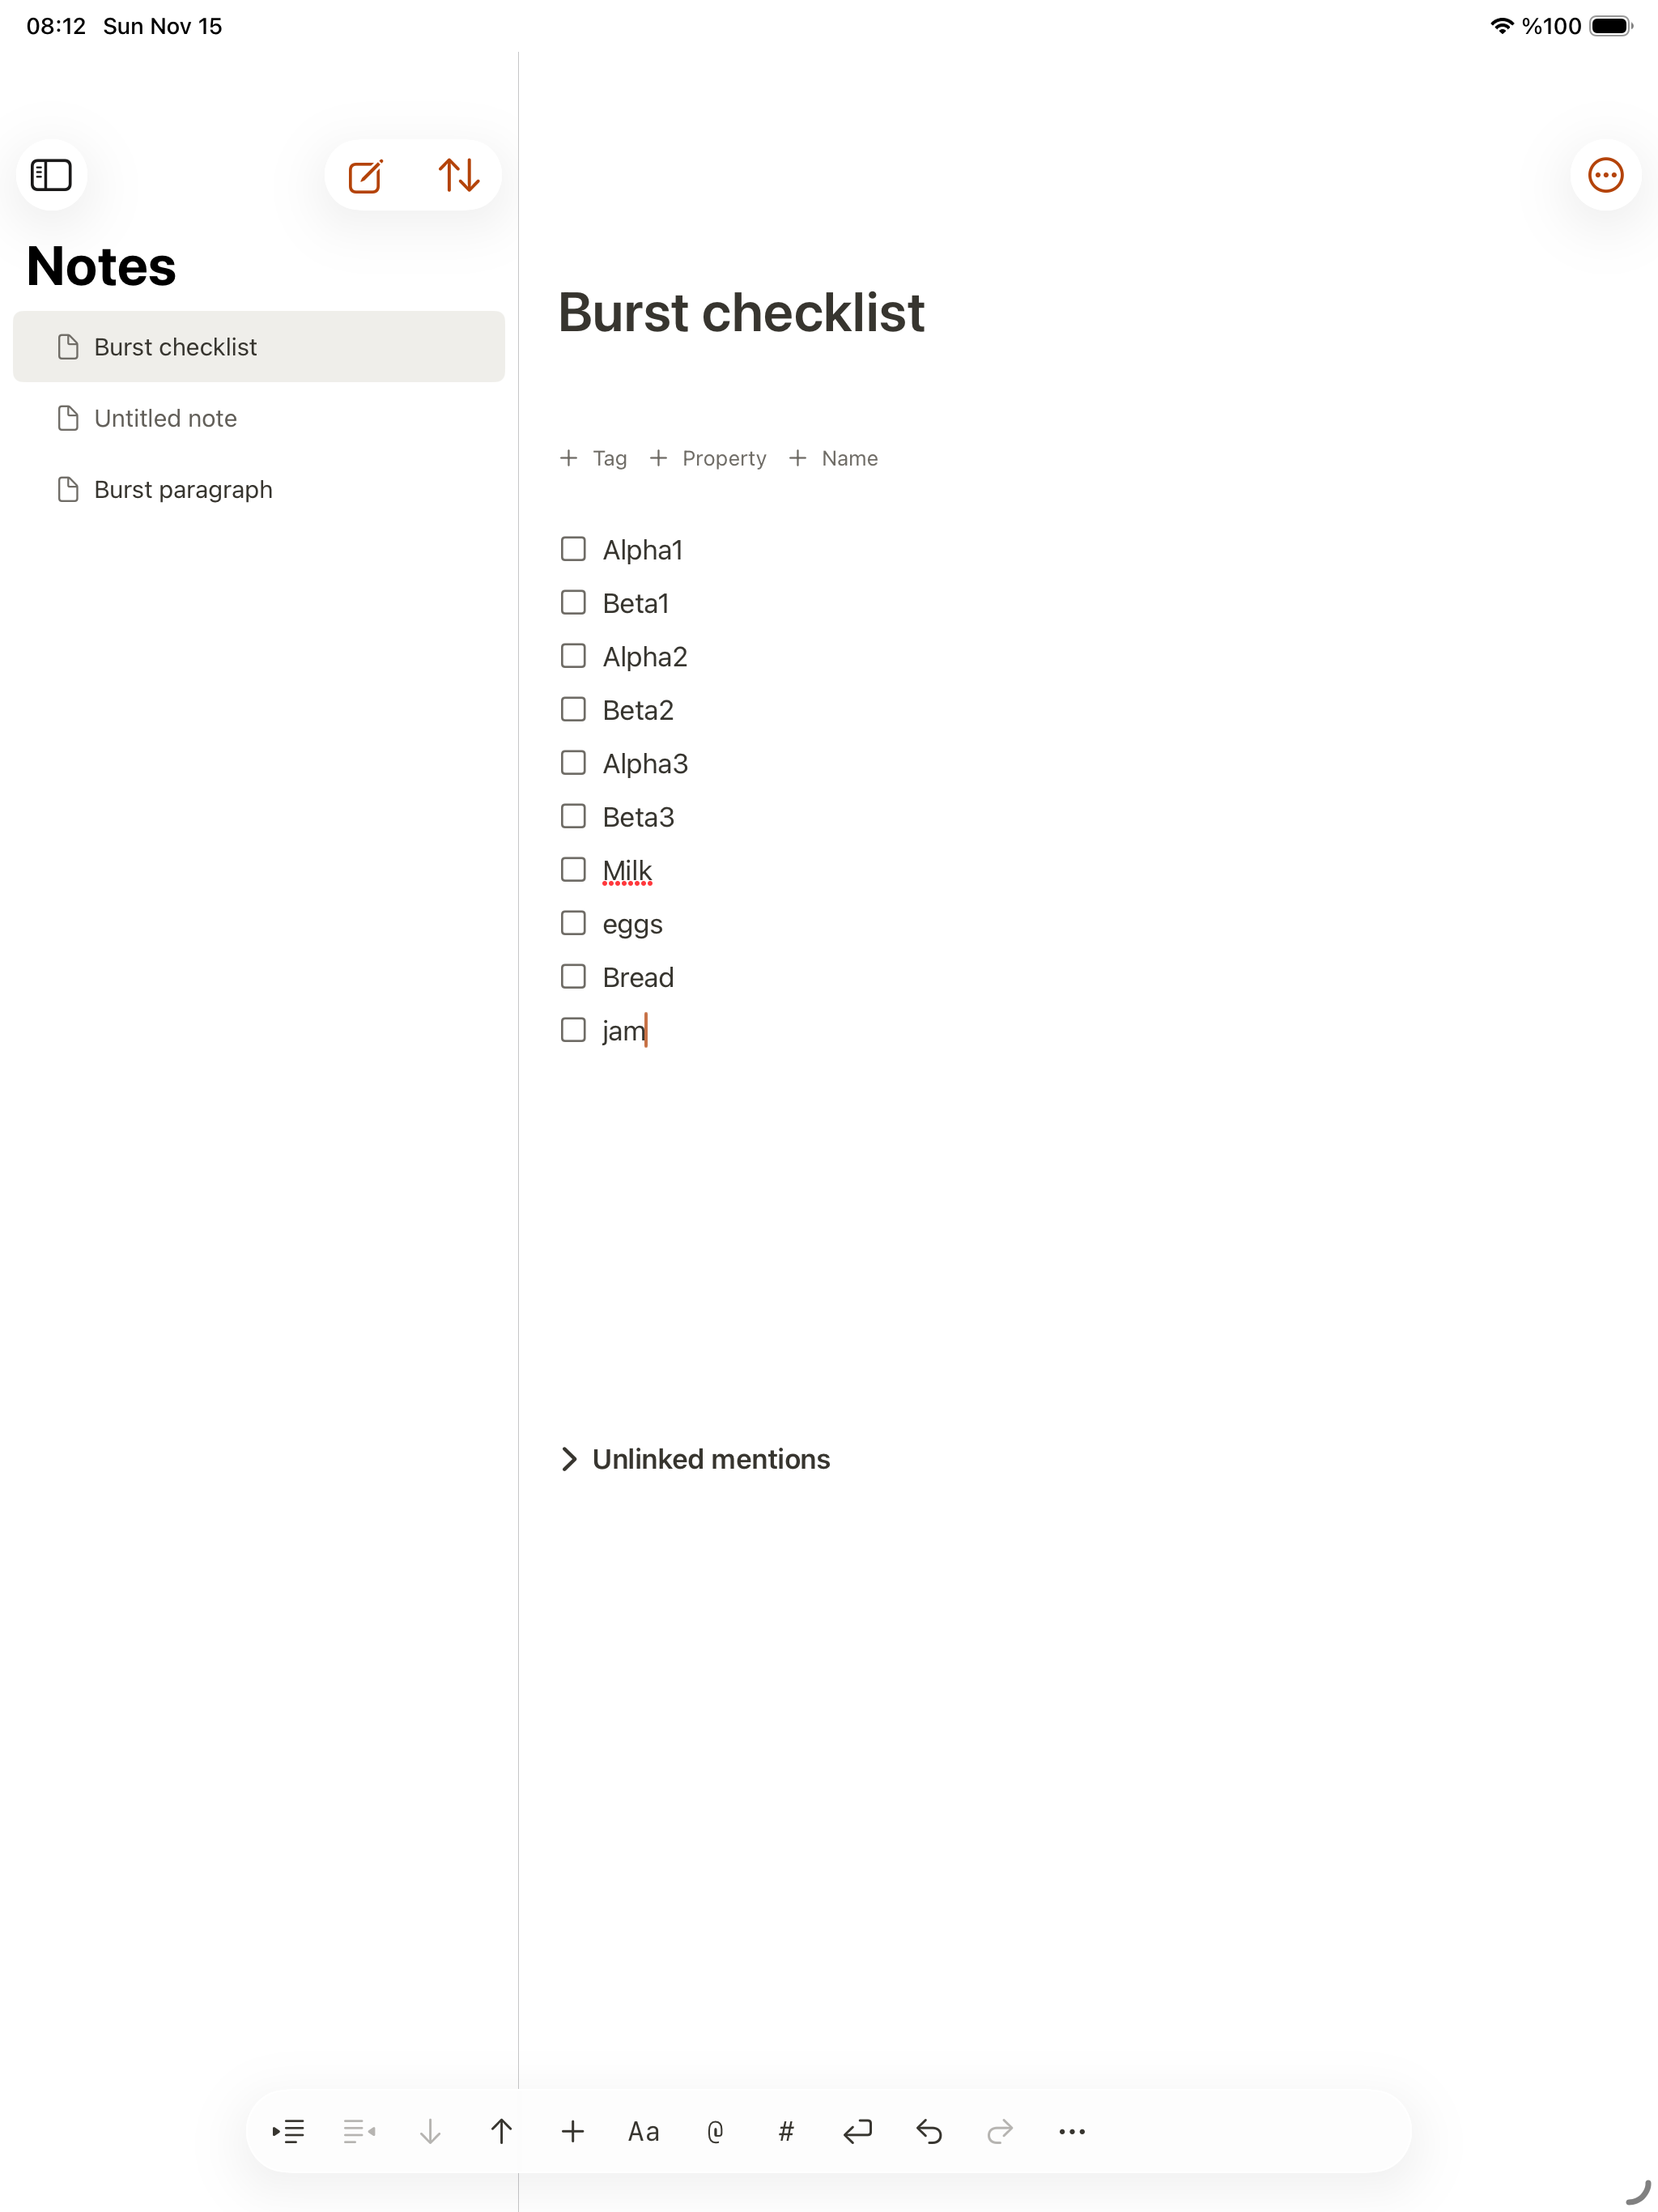 08:12 Sun Nov 15
%100
Notes
Burst checklist
Untitled note
Burst paragraph
Burst checklist
+ Tag + Property + Name
Alpha1
Beta1
Alpha2
Beta2
Alpha3
Beta3
Milk
eggs
Bread
jam
Unlinked mentions
Aa @ #